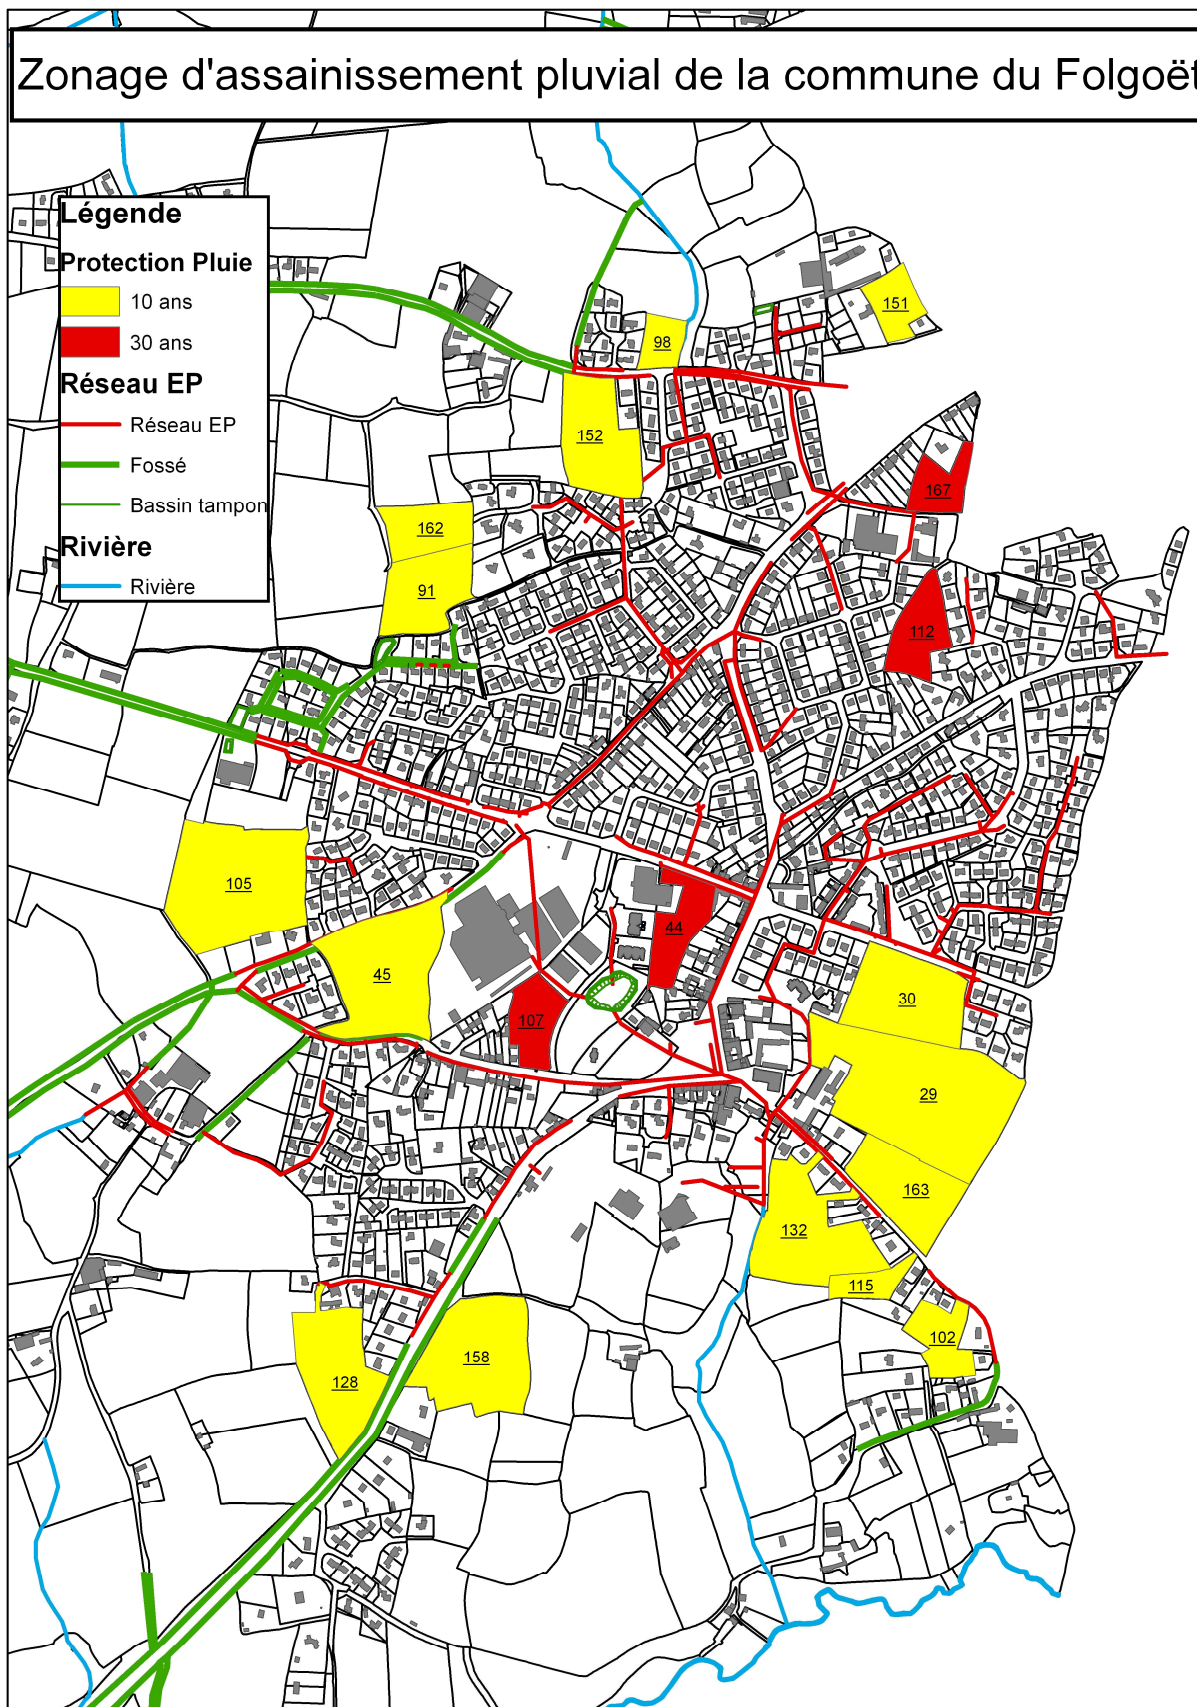 Zonage d'assainissement pluvial de la commune du Folgoët
Légende
Protection Pluie
10 ans
30 ans
Réseau EP
Réseau EP
Fossé
Bassin tampon
Rivière
Rivière
151
98
152
167
162
91
112
105
44
45
30
107
29
163
132
115
102
158
128